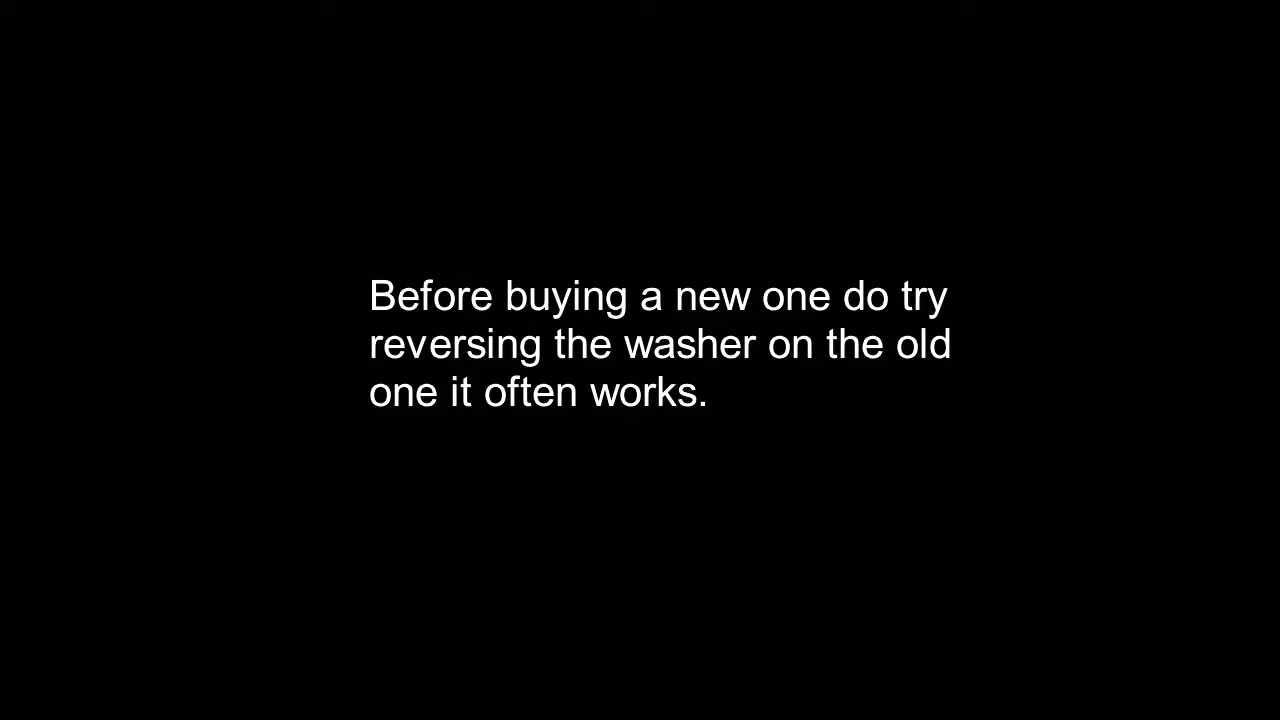 Before buying a new one do try
reversing the washer on the old
one it often works.